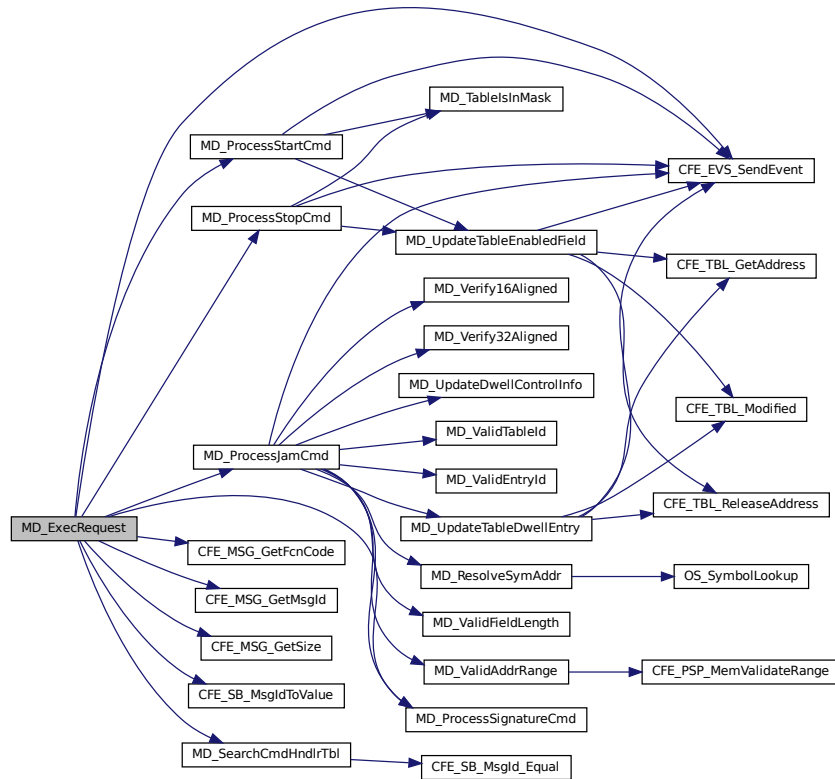 MD_TableIsInMask
MD_ProcessStartCmd
CFE_EVS_SendEvent
MD_ProcessStopCmd
MD_UpdateTableEnabledField
CFE_TBL_GetAddress
MD_Verify16Aligned
MD_Verify32Aligned
MD_UpdateDwellControlInfo
CFE_TBL_Modified
MD_ValidTableId
MD_ProcessJamCmd
MD_ValidEntryId
CFE_TBL_ReleaseAddress
MD_ExecRequest
MD_UpdateTableDwellEntry
CFE_MSG_GetFcnCode
MD_ResolveSymAddr
OS_SymbolLookup
CFE_MSG_GetMsgId
MD_ValidFieldLength
CFE_MSG_GetSize
MD_ValidAddrRange
CFE_PSP_MemValidateRange
CFE_SB_MsgIdToValue
MD_ProcessSignatureCmd
MD_SearchCmdHndlrTbl
CFE_SB_MsgId_Equal